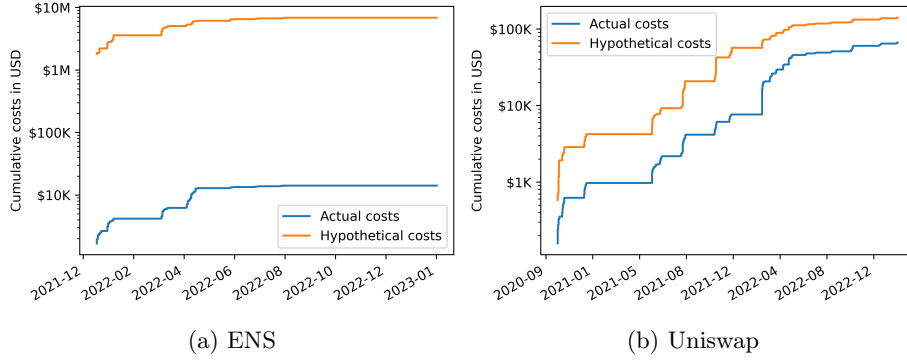 $10M
$1M
$100K
$10K
Cumulative costs in USD
Actual costs
Hypothetical costs
2021-12
2022-02
2022-04
2022-06
2022-08
2022-10
2022-12
2023-01
(a) ENS
$100K
$10K
$1K
Cumulative costs in USD
Actual costs
Hypothetical costs
2020-09
2021-01
2021-05
2021-08
2021-12
2022-04
2022-08
2022-12
(b) Uniswap